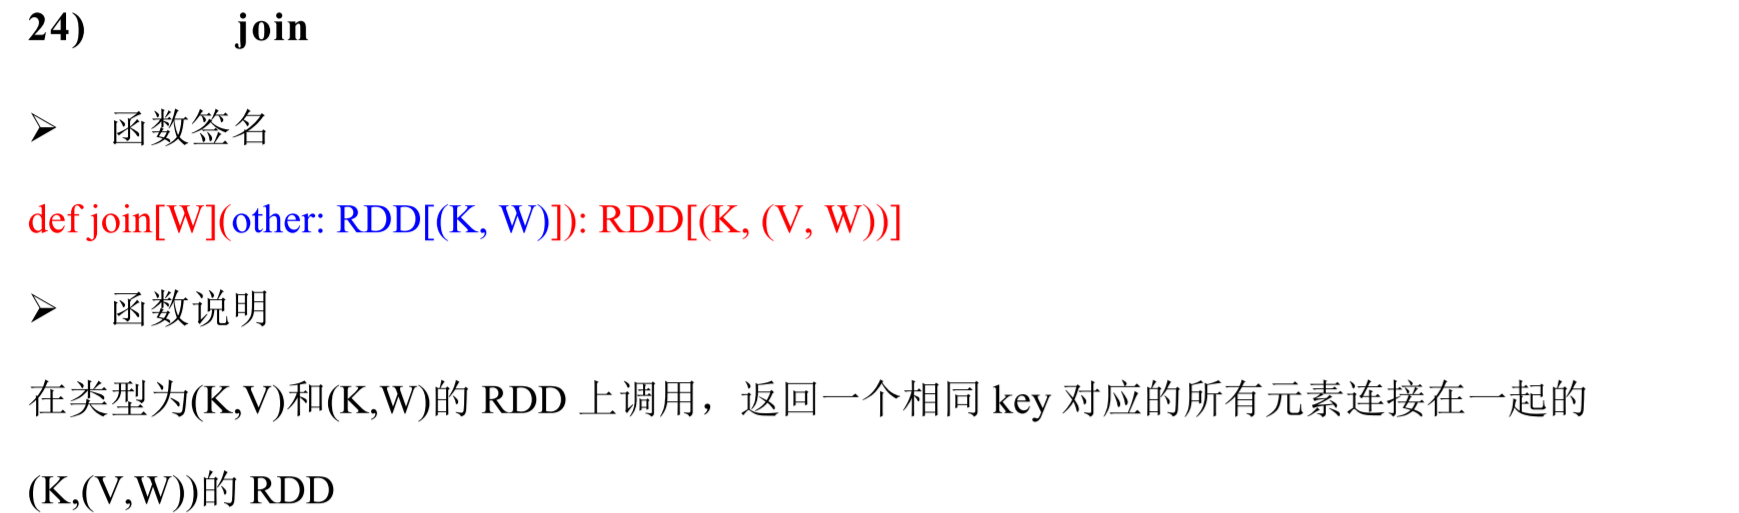 24) join
➢ 函数签名
def join[W](other: RDD[(K, W)]): RDD[(K, (V, W))]
➢ 函数说明
在类型为(K,V)和(K,W)的 RDD 上调用，返回一个相同 key 对应的所有元素连接在一起的
(K,(V,W))的 RDD